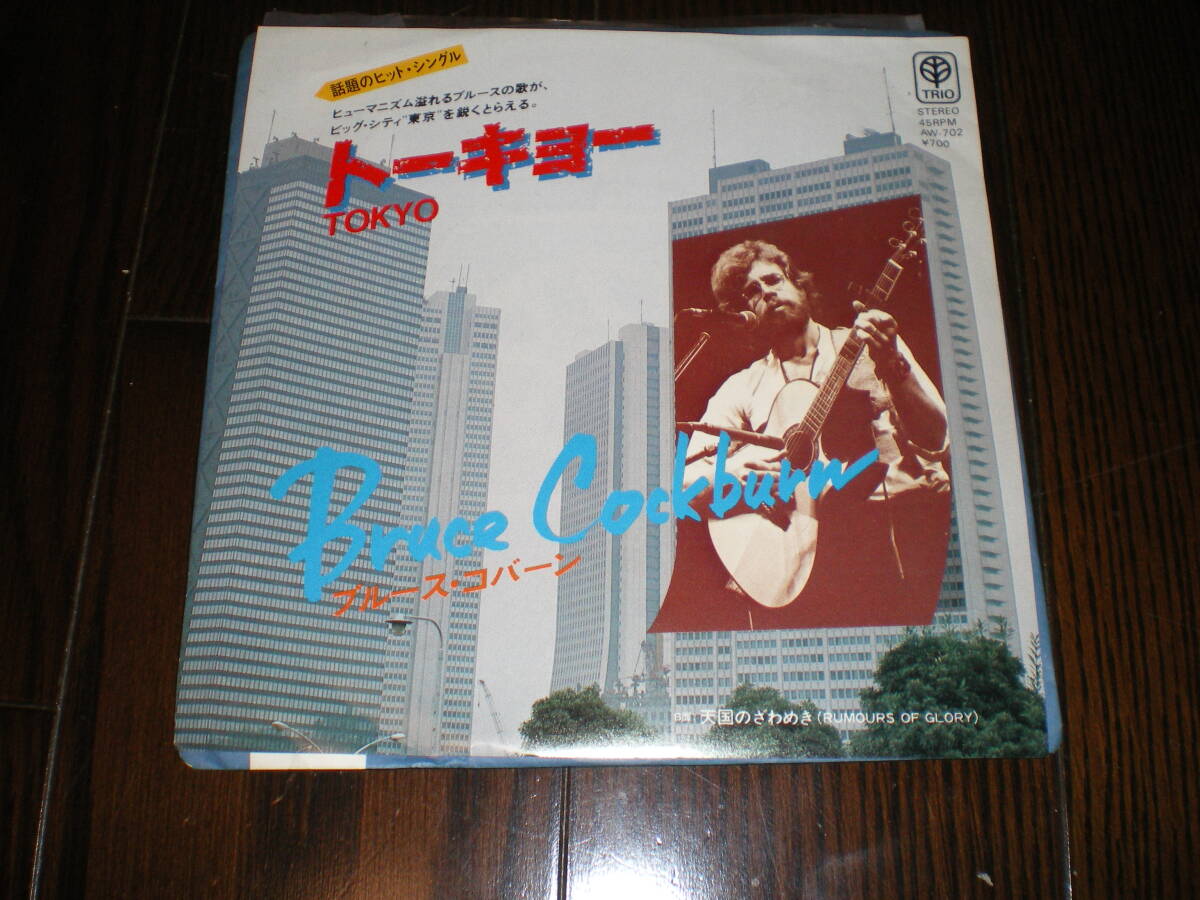 話題のヒット・シングル
ヒューマニズム溢れるブルースの歌が、
ビッグ・シティ"東京"を鋭くとらえる。
トーキョー
TOKYO
TRIO
STEREO
45RPM
AW-702
¥700
Bruce Cockburn
ブルース・コバーン
B面:天国のざわめき(RUMOURS OF GLORY)